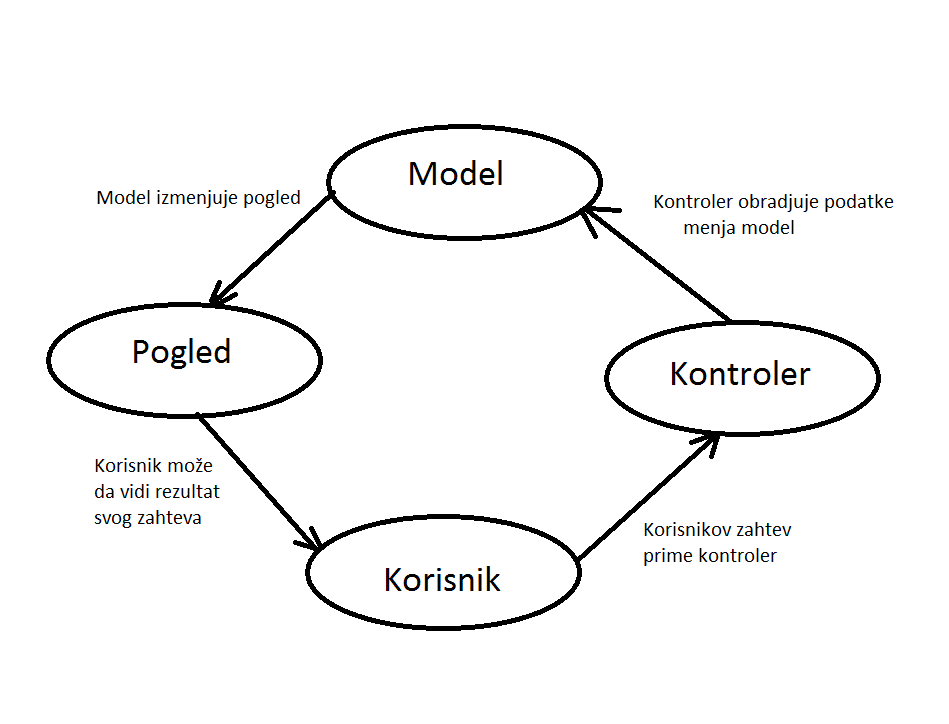 Model
Model izmenjuje pogled
Kontroler obradjuje podatke
menja model
Pogled
Kontroler
Korisnik može
da vidi rezultat
svog zahteva
Korisnikov zahtev
prime kontroler
Korisnik